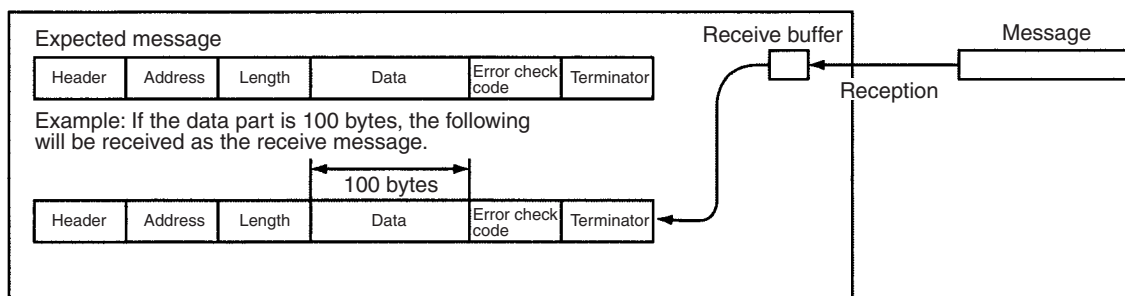 Expected message
Receive buffer
Message
Header Address Length Data Error check code Terminator
Reception
Example: If the data part is 100 bytes, the following
will be received as the receive message.
100 bytes
Header Address Length Data Error check code Terminator